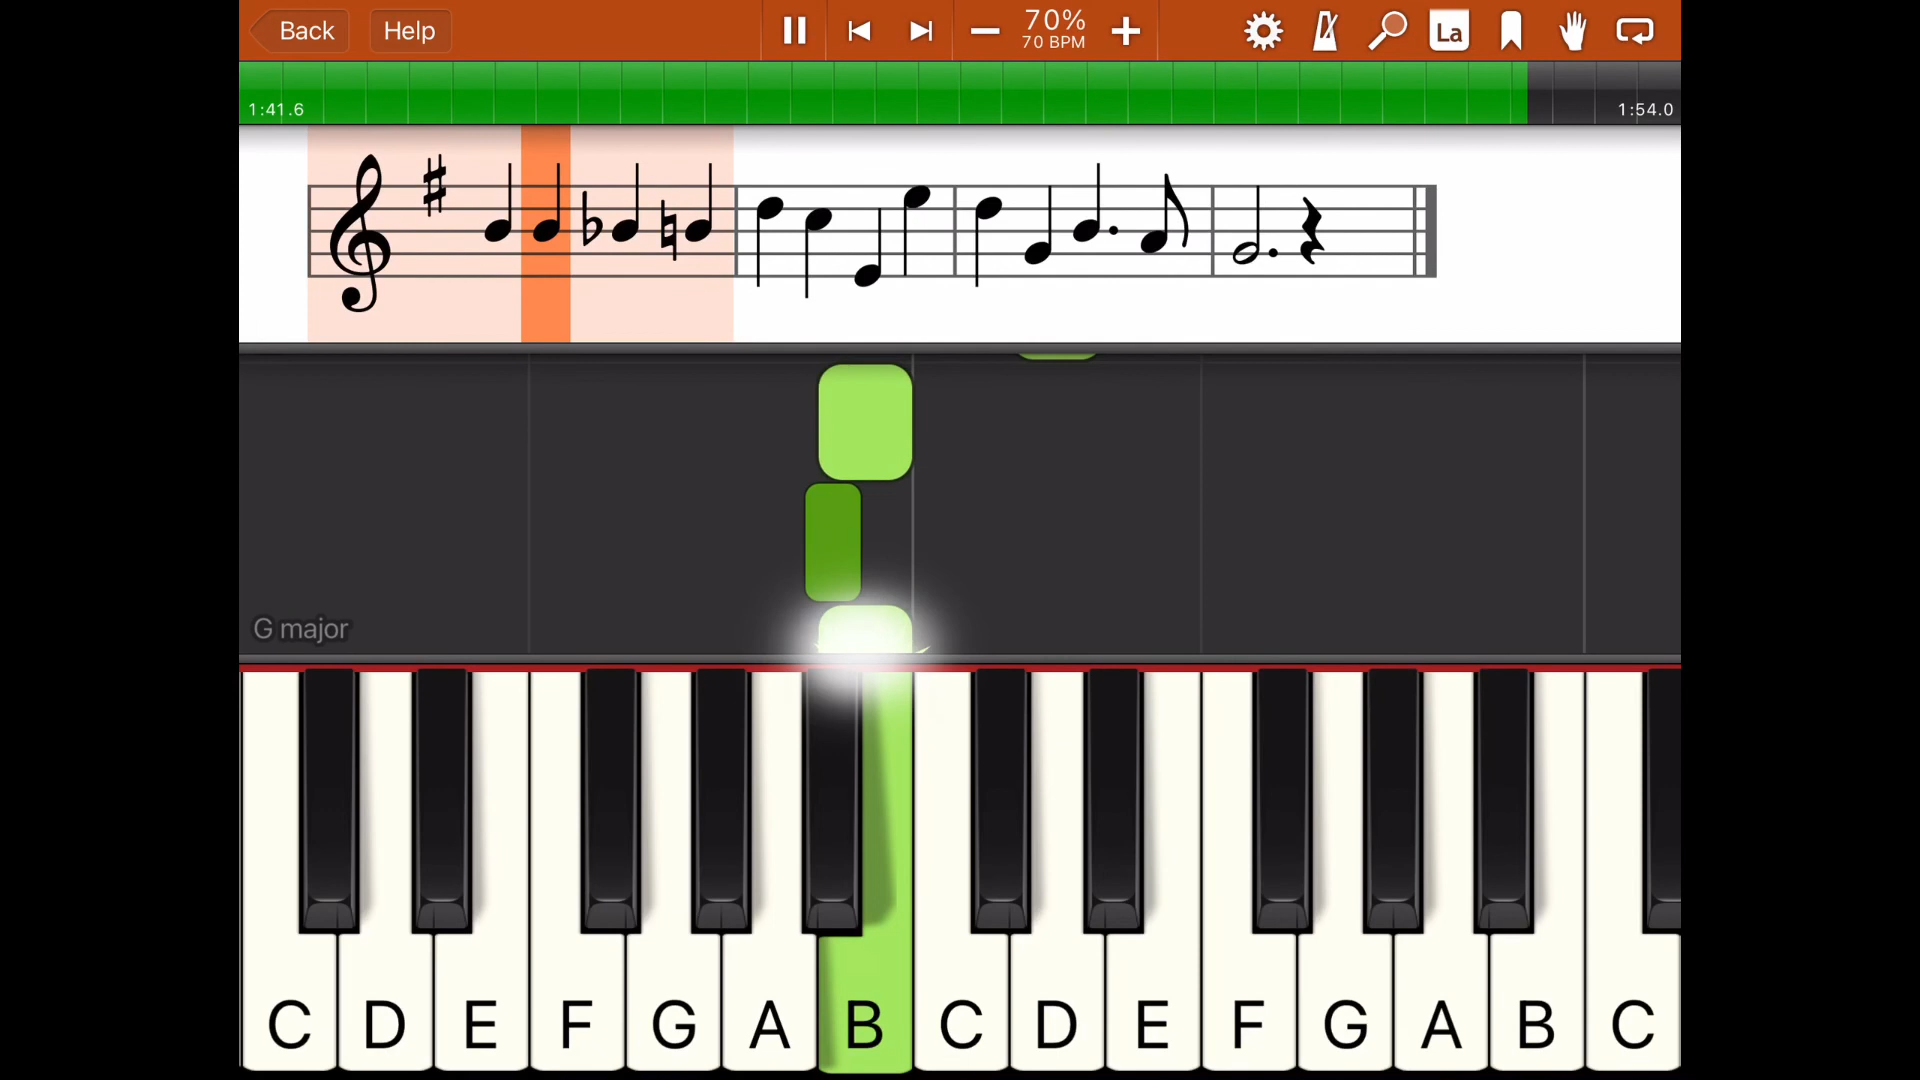 Back Help 70% La
70 BPM
1:41.6 1:54.0
G major
C D E F G A B C D E F G A B C